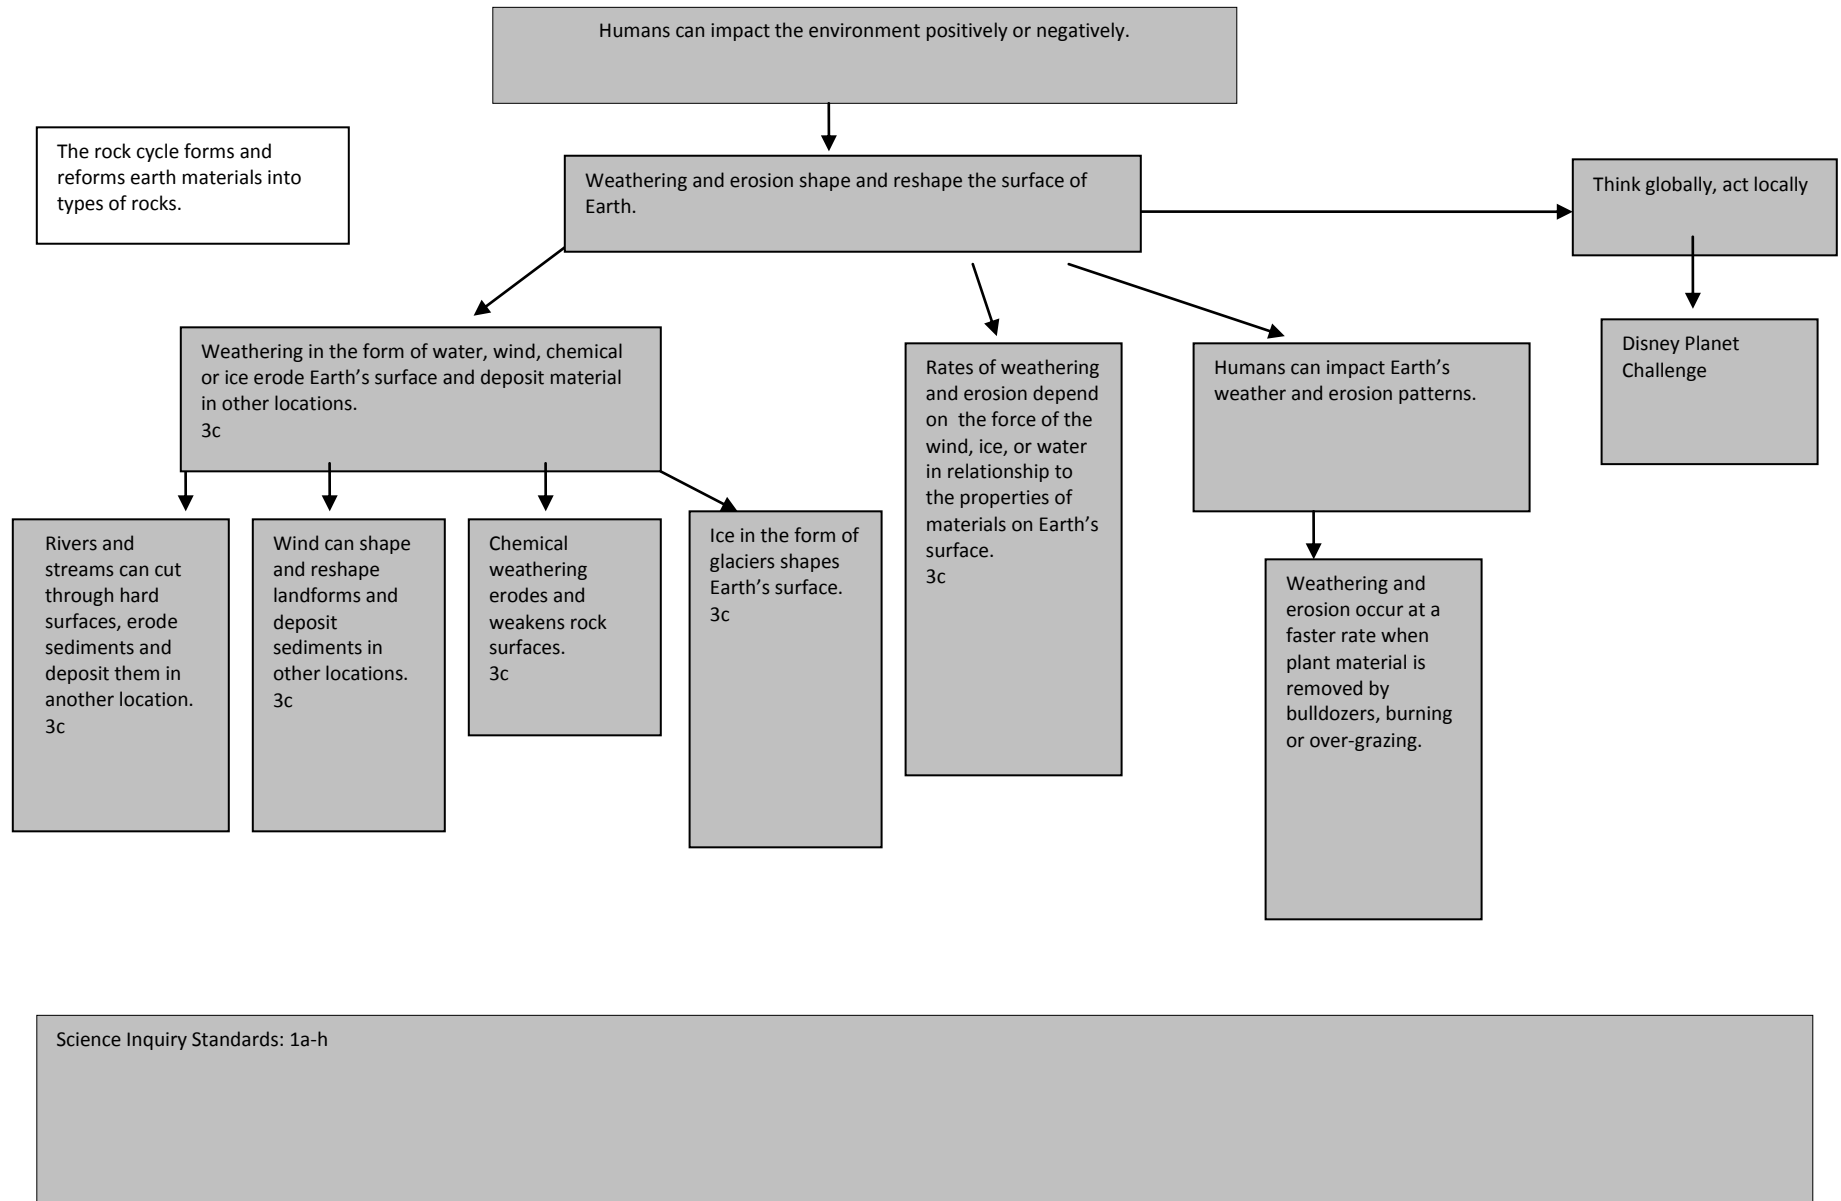 Humans can impact the environment positively or negatively.
The rock cycle forms and
reforms earth materials into
types of rocks.
Weathering and erosion shape and reshape the surface of
Earth.
Think globally, act locally
Weathering in the form of water, wind, chemical
or ice erode Earth’s surface and deposit material
in other locations.
3c
Rates of weathering
and erosion depend
on the force of the
wind, ice, or water
in relationship to
the properties of
materials on Earth’s
surface.
3c
Humans can impact Earth’s
weather and erosion patterns.
Disney Planet
Challenge
Rivers and
streams can cut
through hard
surfaces, erode
sediments and
deposit them in
another location.
3c
Wind can shape
and reshape
landforms and
deposit
sediments in
other locations.
3c
Chemical
weathering
erodes and
weakens rock
surfaces.
3c
Ice in the form of
glaciers shapes
Earth’s surface.
3c
Weathering and
erosion occur at a
faster rate when
plant material is
removed by
bulldozers, burning
or over-grazing.
Science Inquiry Standards: 1a-h